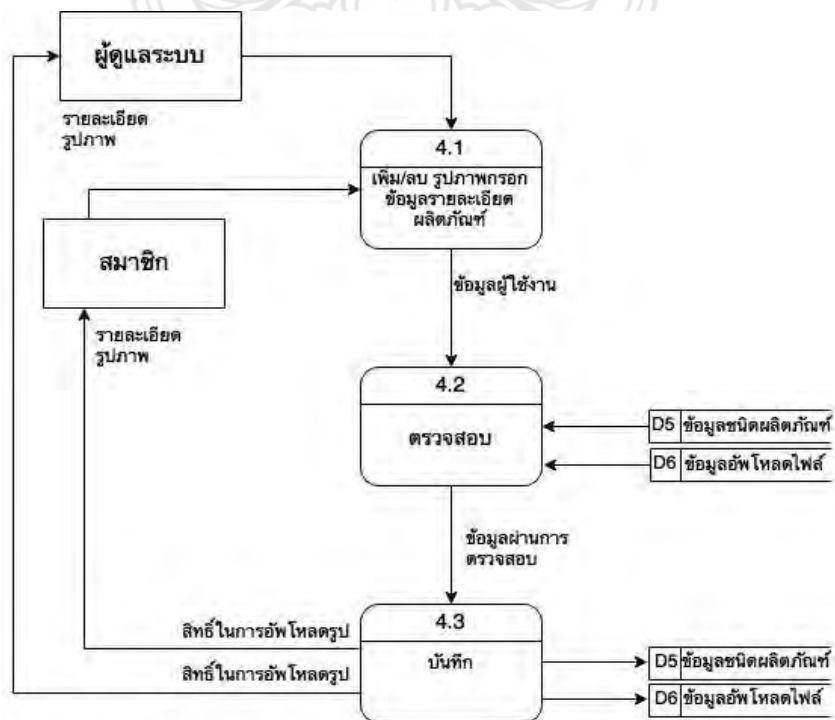 ผู้ดูแลระบบ
รายละเอียด
รูปภาพ
4.1
เพิ่ม/ลบ รูปภาพกรอก
ข้อมูลรายละเอียด
ผลิตภัณฑ์
สมาชิก
ข้อมูลผู้ใช้งาน
รายละเอียด
รูปภาพ
4.2
ตรวจสอบ
D5 ข้อมูลชนิดผลิตภัณฑ์
D6 ข้อมูลอัพโหลดไฟล์
ข้อมูลผ่านการ
ตรวจสอบ
4.3
บันทึก
สิทธิ์ในการอัพโหลดรูป
สิทธิ์ในการอัพโหลดรูป
D5 ข้อมูลชนิดผลิตภัณฑ์
D6 ข้อมูลอัพโหลดไฟล์